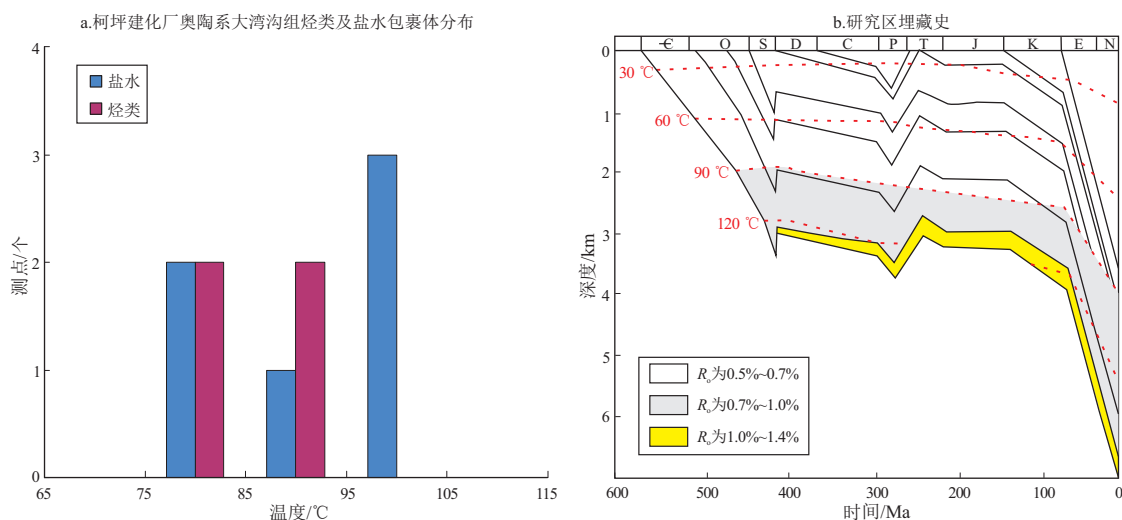 a.柯坪建化厂奥陶系大湾沟组烃类及盐水包裹体分布
4
3
2
1
0
测点/个
盐水
烃类
65
75
85
95
105
115
温度/℃
b.研究区埋藏史
Є O S D C P T J K E N
0
1
2
3
4
5
6
深度/km
30 ℃
60 ℃
90 ℃
120 ℃
Rₒ为0.5%~0.7%
Rₒ为0.7%~1.0%
Rₒ为1.0%~1.4%
600
500
400
300
200
100
0
时间/Ma